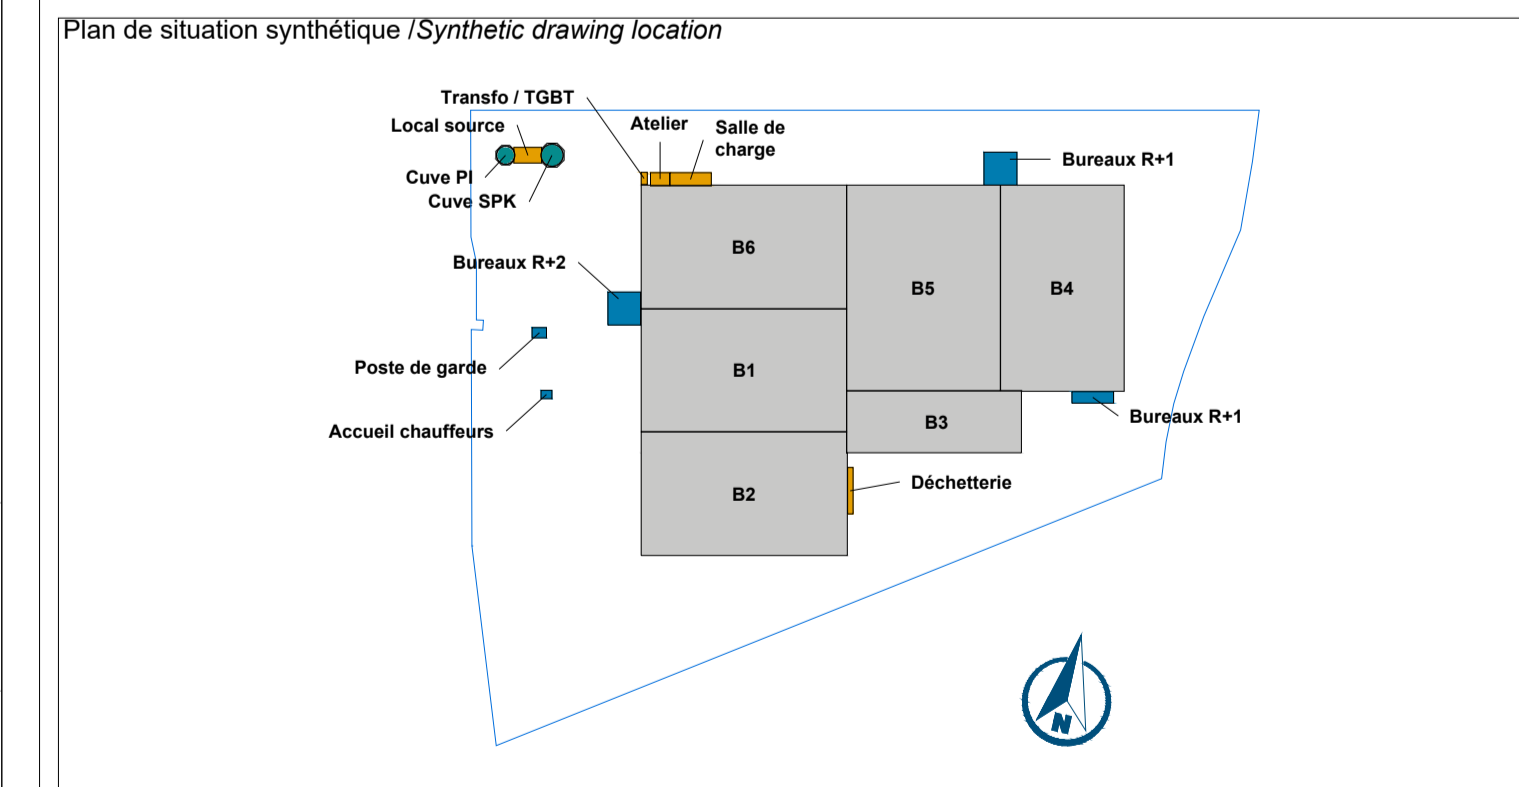 Plan de situation synthétique /Synthetic drawing location
Transfo / TGBT
Local source
Atelier
Salle de
charge
Cuve PI
Cuve SPK
Bureaux R+1
Bureaux R+2
B6
B5
B4
Poste de garde
B1
Accueil chauffeurs
B3
Bureaux R+1
B2
Déchetterie
N